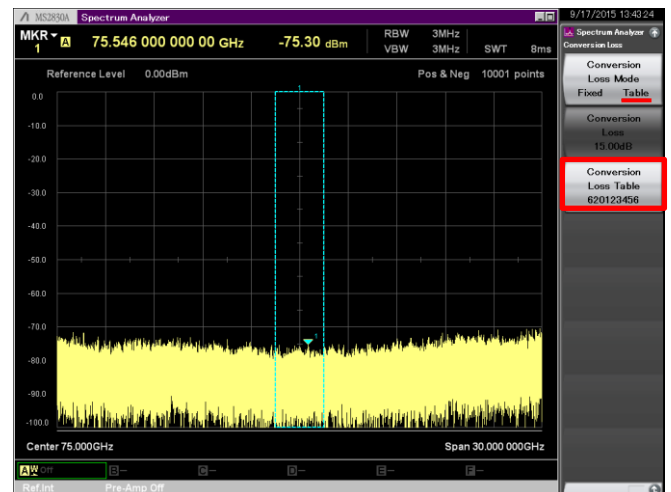 MS2830A Spectrum Analyzer 9/17/2015 13:43:24
MKR 1 A 75.546 000 000 00 GHz -75.30 dBm
RBW 3MHz
VBW 3MHz SWT 8ms
Spectrum Analyzer
Conversion Loss
Reference Level 0.00dBm Pos & Neg 10001 points
Conversion
Loss Mode
Fixed Table
Conversion
Loss
15.00dB
Conversion
Loss Table
620123456
1
0.0
-10.0
-20.0
-30.0
-40.0
-50.0
-60.0
-70.0
1
-80.0
-90.0
-100.0
Center 75.000GHz Span 30.000 000GHz
A W Off B-- C-- D-- E-- F--
Ref.Int Pre-Amp Off